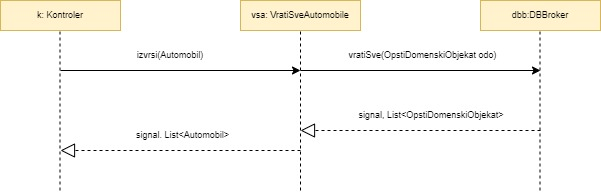 k: Kontroler
vsa: VratiSveAutomobile
dbb:DBBroker
izvrsi(Automobil)
vratiSve(OpstiDomenskiObjekat odo)
signal, List<OpstiDomenskiObjekat>
signal, List<Automobil>